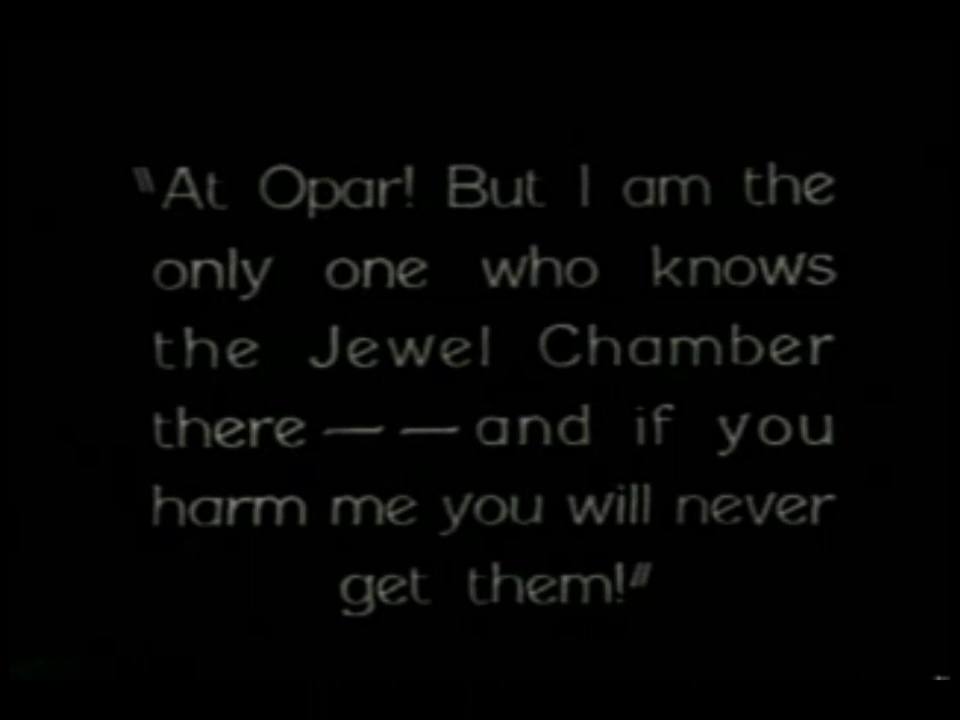 "At Opar! But I am the
only one who knows
the Jewel Chamber
there — — and if you
harm me you will never
get them!"